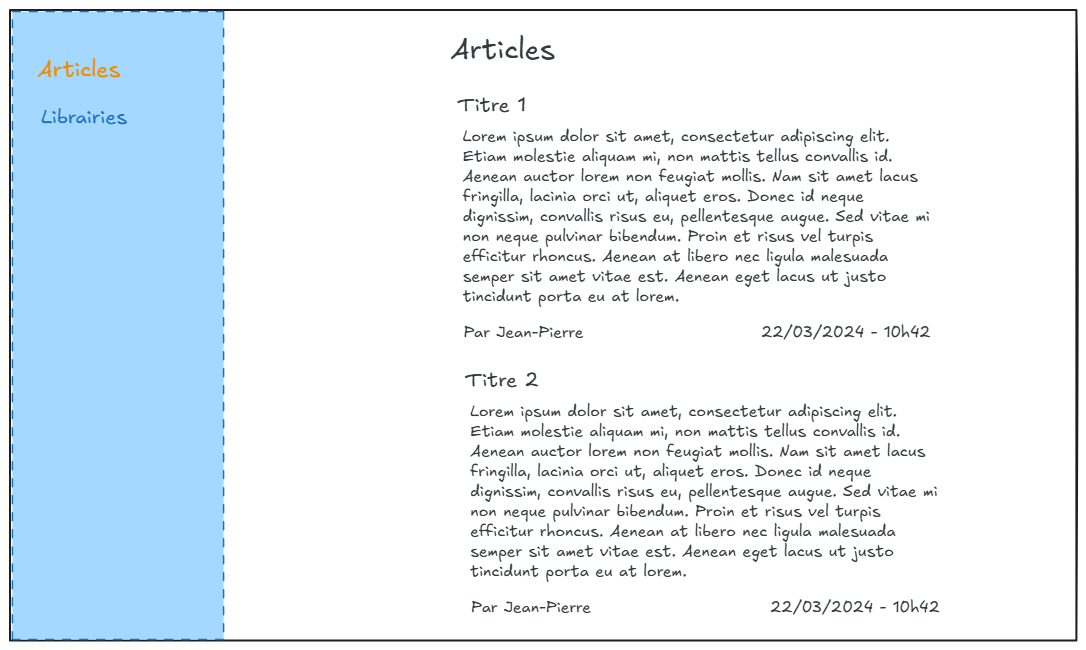 Articles
Librairies
Articles
Titre 1
Lorem ipsum dolor sit amet, consectetur adipiscing elit.
Etiam molestie aliquam mi, non mattis tellus convallis id.
Aenean auctor lorem non feugiat mollis. Nam sit amet lacus
fringilla, lacinia orci ut, aliquet eros. Donec id neque
dignissim, convallis risus eu, pellentesque augue. Sed vitae mi
non neque pulvinar bibendum. Proin et risus vel turpis
efficitur rhoncus. Aenean at libero nec ligula malesuada
semper sit amet vitae est. Aenean eget lacus ut justo
tincidunt porta eu at lorem.
Par Jean-Pierre 22/03/2024 - 10h42
Titre 2
Lorem ipsum dolor sit amet, consectetur adipiscing elit.
Etiam molestie aliquam mi, non mattis tellus convallis id.
Aenean auctor lorem non feugiat mollis. Nam sit amet lacus
fringilla, lacinia orci ut, aliquet eros. Donec id neque
dignissim, convallis risus eu, pellentesque augue. Sed vitae mi
non neque pulvinar bibendum. Proin et risus vel turpis
efficitur rhoncus. Aenean at libero nec ligula malesuada
semper sit amet vitae est. Aenean eget lacus ut justo
tincidunt porta eu at lorem.
Par Jean-Pierre 22/03/2024 - 10h42